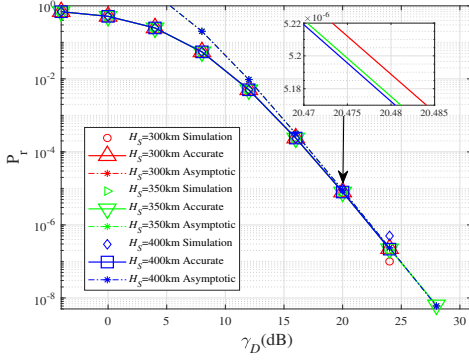 10^0
10^-2
10^-4
10^-6
10^-8
P_r
0
5
10
15
20
25
30
γ_D(dB)
×10^-6
5.22
5.2
5.18
20.47
20.475
20.48
20.485
H_S=300km Simulation
H_S=300km Accurate
H_S=300km Asymptotic
H_S=350km Simulation
H_S=350km Accurate
H_S=350km Asymptotic
H_S=400km Simulation
H_S=400km Accurate
H_S=400km Asymptotic